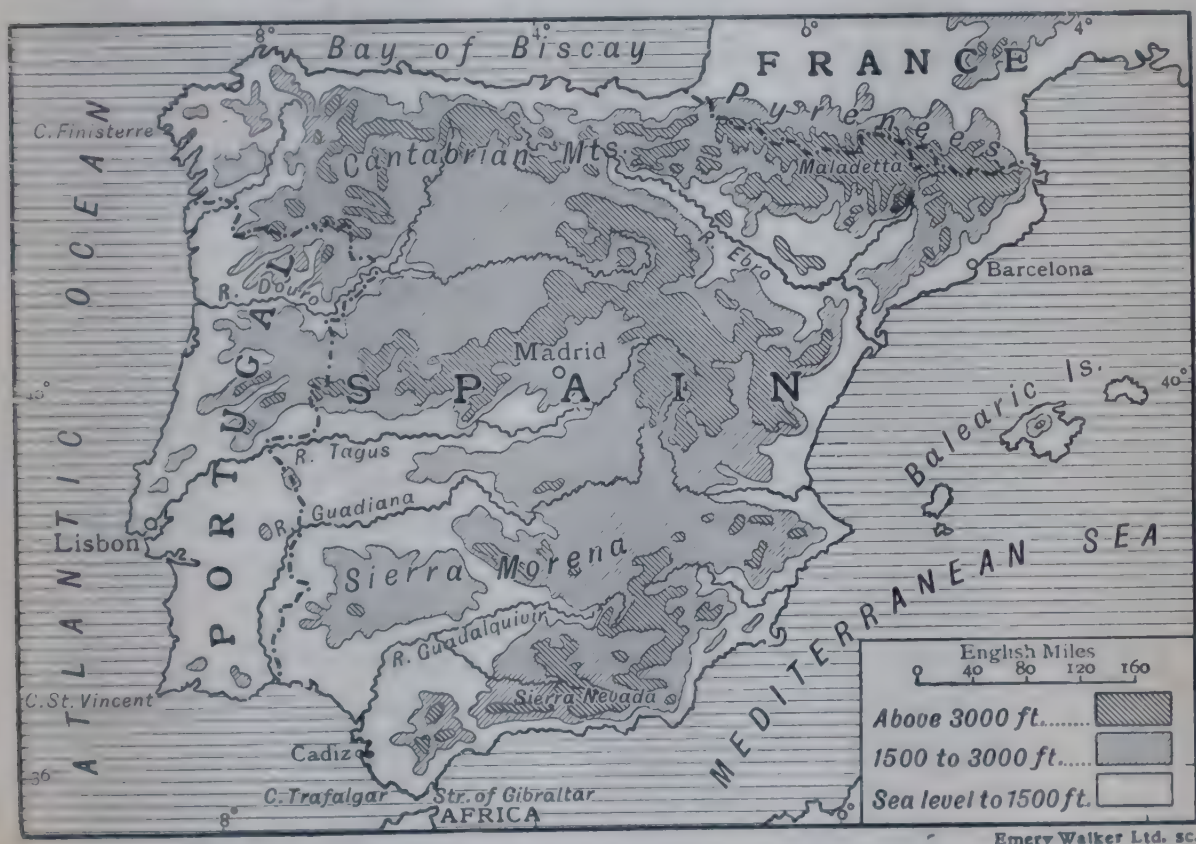 8°
4°
0°
4°
Bay of Biscay
FRANCE
Pyrénees
C. Finisterre
Cantabrian Mts.
Maladetta
R. Ebro
Barcelona
R. Douro
ATLANTIC OCEAN
PORTUGAL
Madrid
SPAIN
40°
Balearic Is.
R. Tagus
R. Guadiana
Lisbon
Sierra Morena
MEDITERRANEAN SEA
R. Guadalquivir
C. St. Vincent
Sierra Nevada
Cadiz
36
C. Trafalgar
Str. of Gibraltar
8°
AFRICA
0°
English Miles
0 40 80 120 160
Above 3000 ft.........
1500 to 3000 ft......
Sea level to 1500 ft.
Emery Walker Ltd. sc.